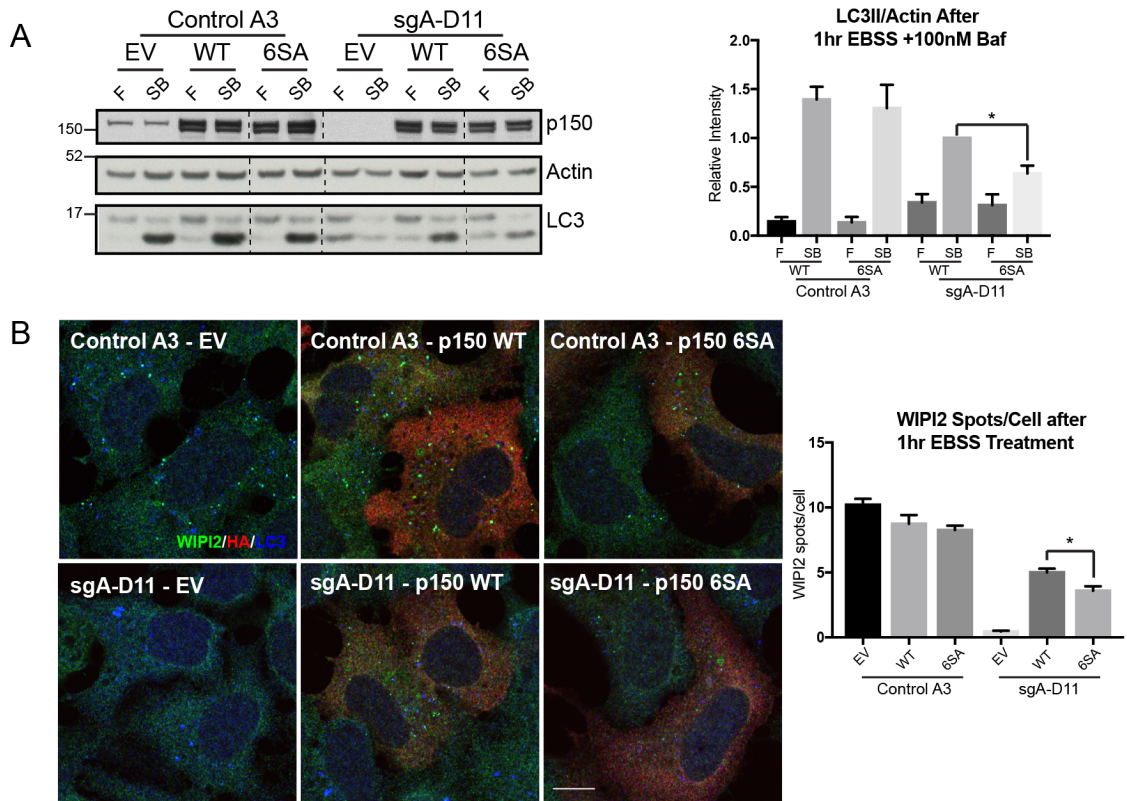 A
Control A3 sgA-D11
EV WT 6SA EV WT 6SA
F SB F SB F SB F SB F SB F SB
150 p150
52 Actin
17 LC3
LC3II/Actin After
1hr EBSS +100nM Baf
Relative Intensity
2.0
1.5
1.0
0.5
0.0
*
F SB F SB F SB F SB
WT 6SA WT 6SA
Control A3 sgA-D11
B
Control A3 - EV
Control A3 - p150 WT
Control A3 - p150 6SA
WIPI2/HA/LC3
sgA-D11 - EV
sgA-D11 - p150 WT
sgA-D11 - p150 6SA
WIPI2 Spots/Cell after
1hr EBSS Treatment
WIPI2 spots/cell
15
10
5
0
*
EV WT 6SA EV WT 6SA
Control A3 sgA-D11